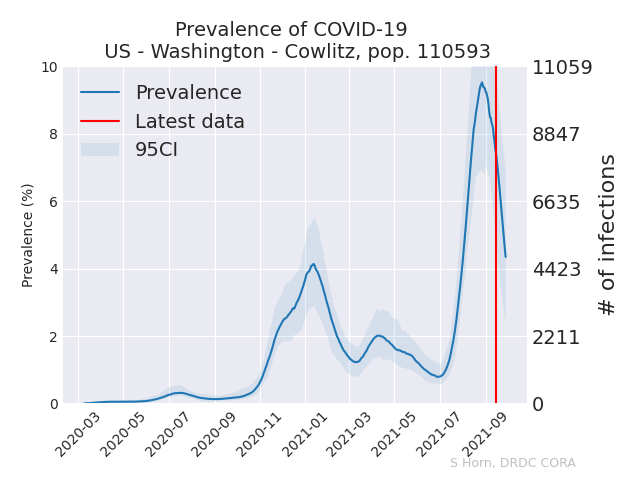 Prevalence of COVID-19
US - Washington - Cowlitz, pop. 110593
Prevalence
Latest data
95CI
Prevalence (%)
10
8
6
4
2
0
11059
8847
6635
4423
2211
0
# of infections
2020-03
2020-05
2020-07
2020-09
2020-11
2021-01
2021-03
2021-05
2021-07
2021-09
S Horn, DRDC CORA